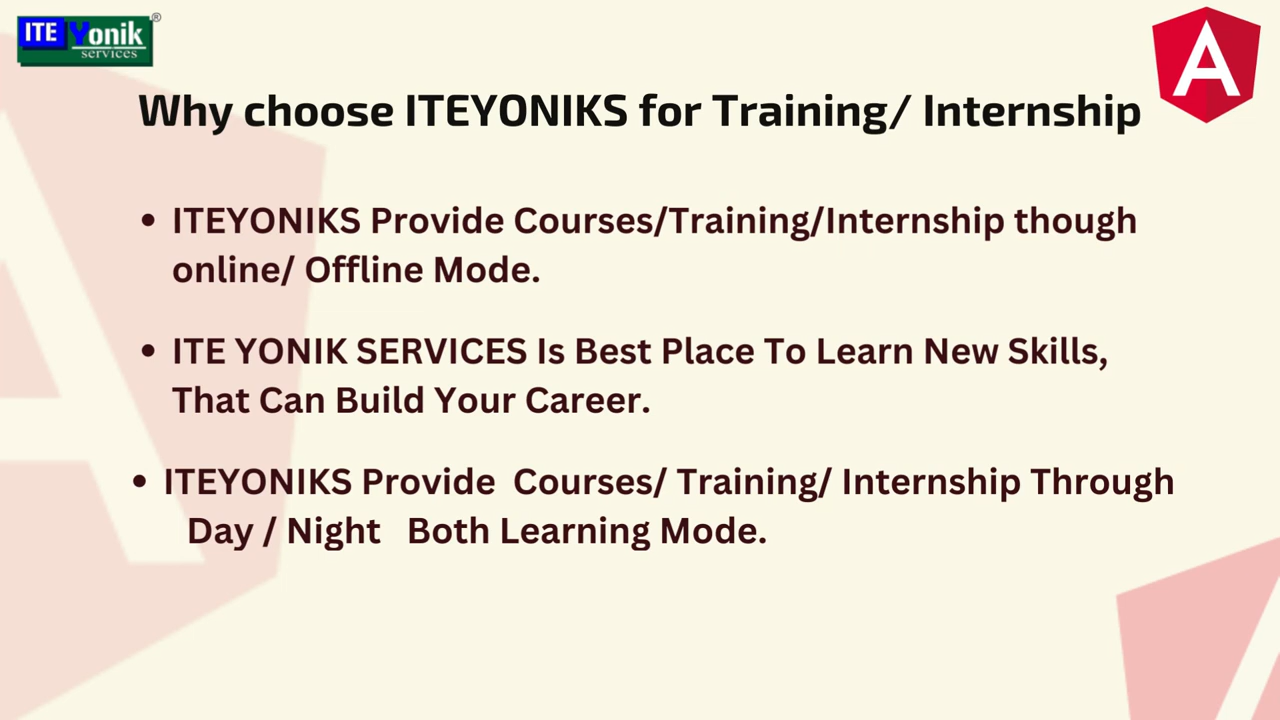 ITE Yonik ®
services
A
Why choose ITEYONIKS for Training/ Internship
• ITEYONIKS Provide Courses/Training/Internship though
online/ Offline Mode.
• ITE YONIK SERVICES Is Best Place To Learn New Skills,
That Can Build Your Career.
• ITEYONIKS Provide Courses/ Training/ Internship Through
Day / Night Both Learning Mode.